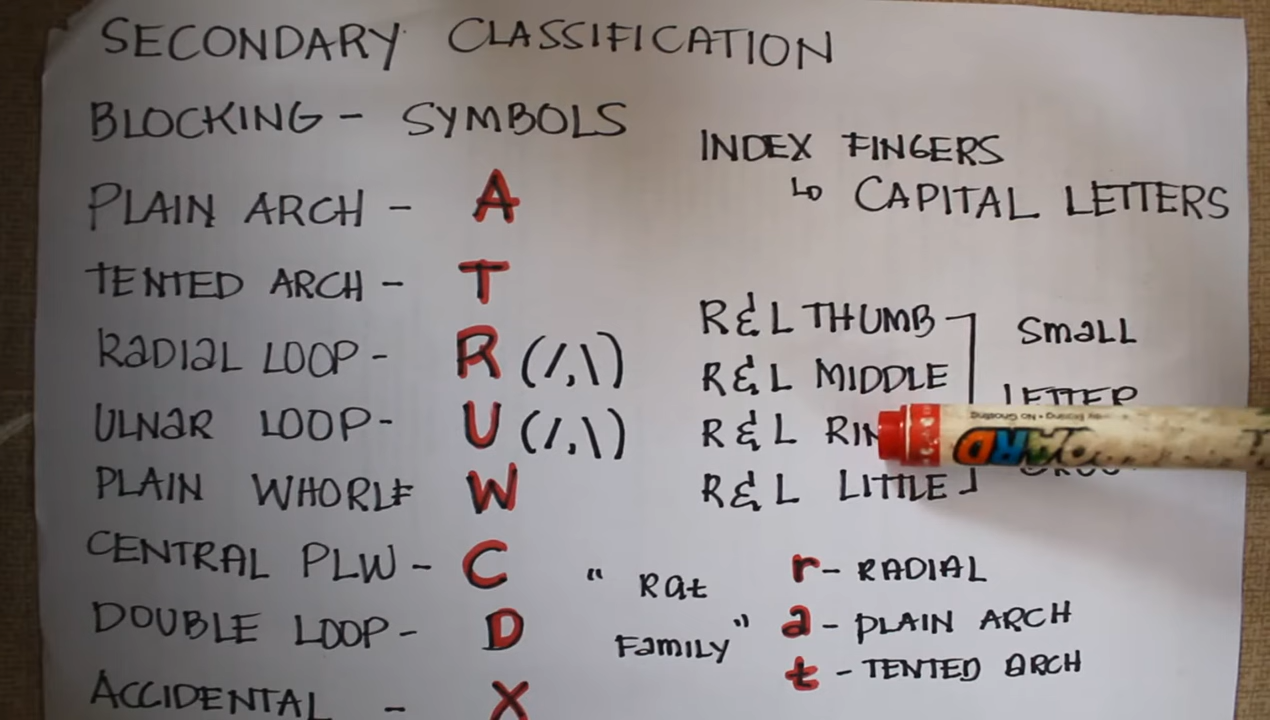 SECONDARY CLASSIFICATION
BLOCKING - SYMBOLS
PLAIN ARCH - A
TENTED ARCH - T
RADIAL LOOP - R (/,\)
ULNAR LOOP - U (/,\)
PLAIN WHORL- W
CENTRAL PLW - C
DOUBLE LOOP - D
ACCIDENTAL - X
INDEX FINGERS
↳ CAPITAL LETTERS
R & L THUMB
R & L MIDDLE
R & L
R & L LITTLE
Small
LETTER
" Rat
Family "
r - RADIAL
a - PLAIN ARCH
t - TENTED ARCH